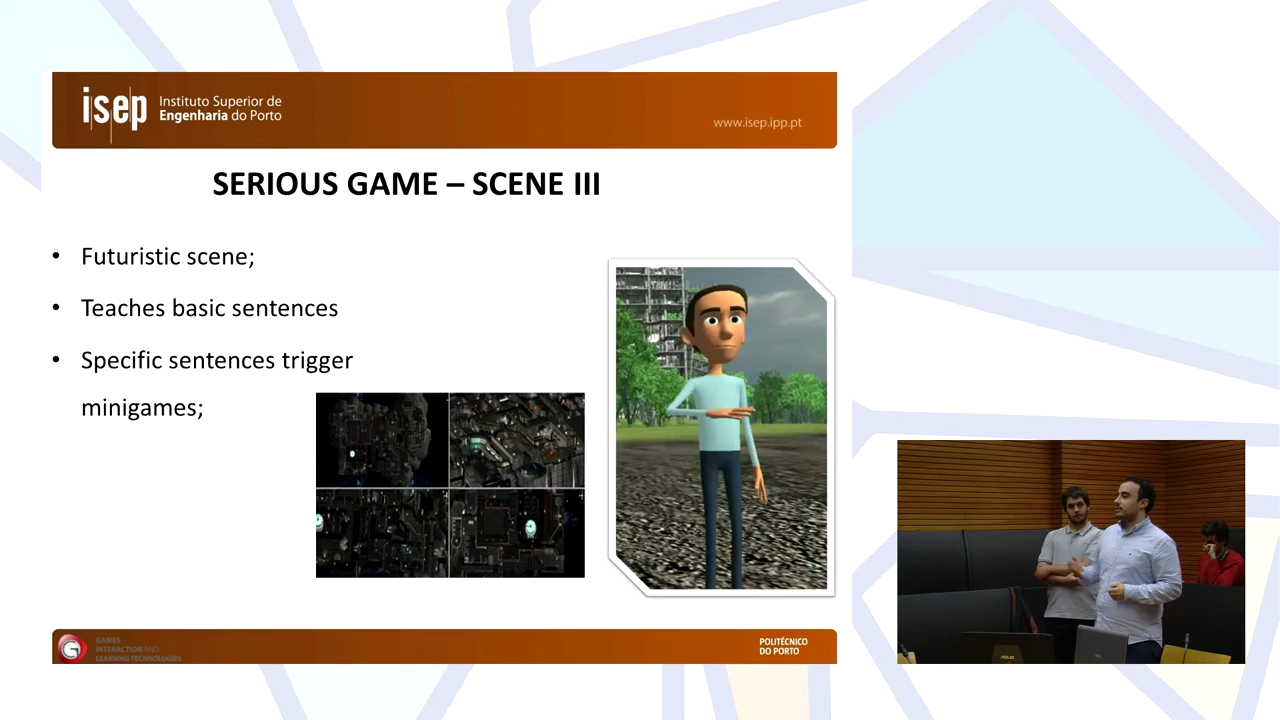 isep
Instituto Superior de
Engenharia do Porto
www.isep.ipp.pt
SERIOUS GAME – SCENE III
• Futuristic scene;
• Teaches basic sentences
• Specific sentences trigger
minigames;
G
GAMES
INTERACTION AND
LEARNING TECHNOLOGIES
POLITÉCNICO
DO PORTO